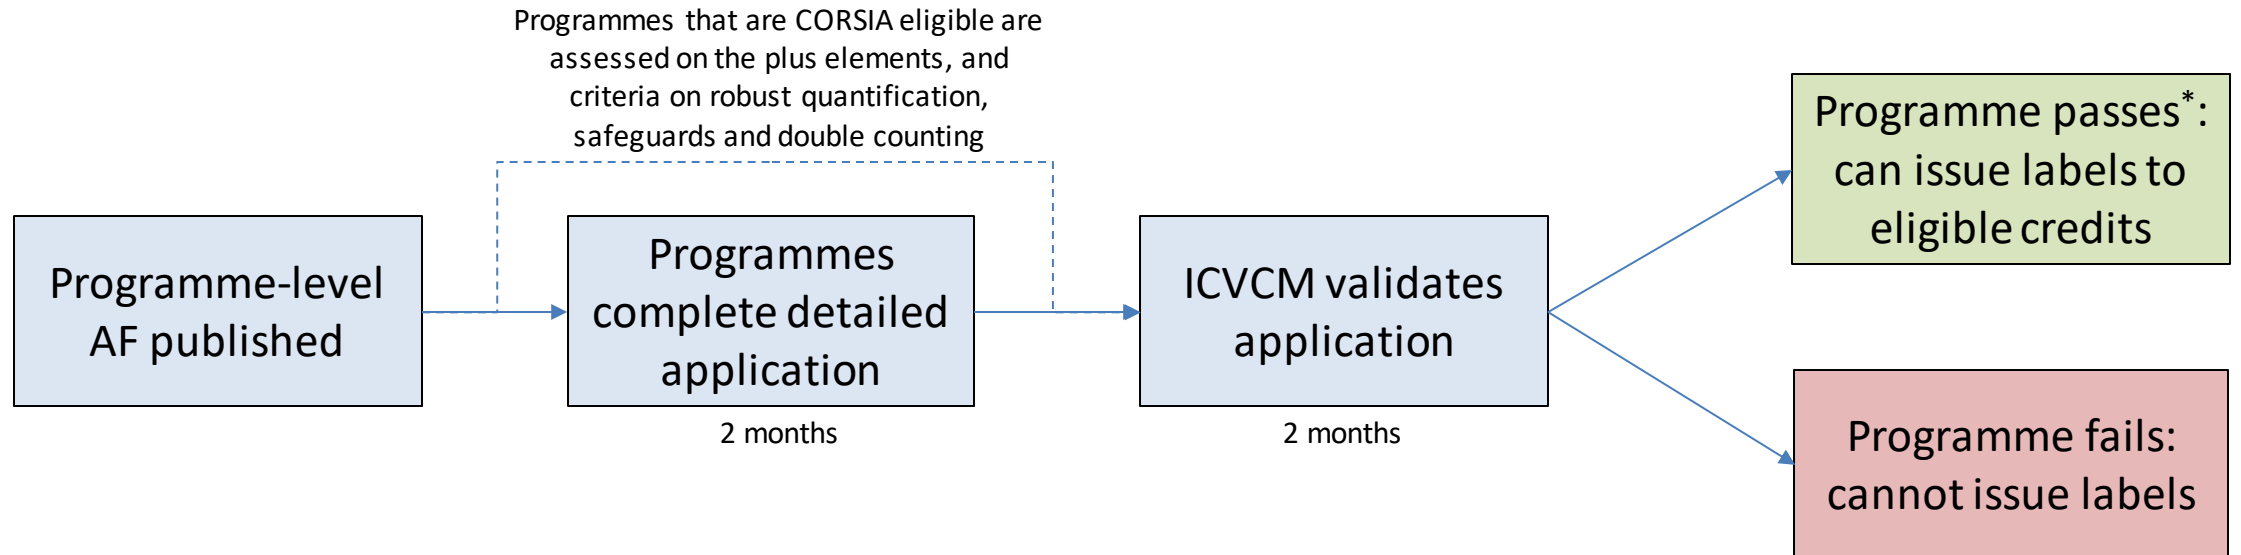 Programmes that are CORSIA eligible are
assessed on the plus elements, and
criteria on robust quantification,
safeguards and double counting
Programme-level
AF published
Programmes
complete detailed
application
2 months
ICVCM validates
application
2 months
Programme passes*:
can issue labels to
eligible credits
Programme fails:
cannot issue labels